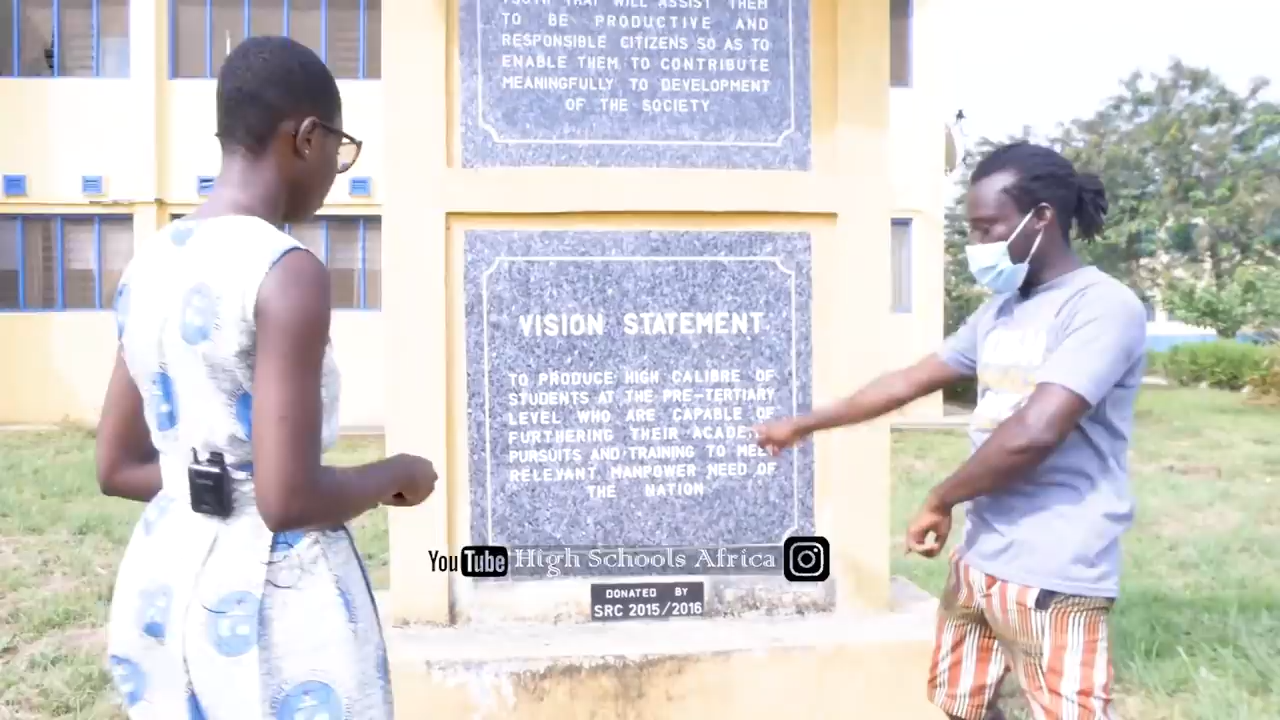 YOUTH THAT WILL ASSIST THEM
TO BE PRODUCTIVE AND
RESPONSIBLE CITIZENS SO AS TO
ENABLE THEM TO CONTRIBUTE
MEANINGFULLY TO DEVELOPMENT
OF THE SOCIETY
VISION STATEMENT
TO PRODUCE HIGH CALIBRE OF
STUDENTS AT THE PRE-TERTIARY
LEVEL WHO ARE CAPABLE OF
FURTHERING THEIR
PURSUITS AND TRAINING TO MEET
RELEVANT MANPOWER NEED OF
THE NATION
YouTube High Schools Africa
DONATED BY
SRC 2015/2016